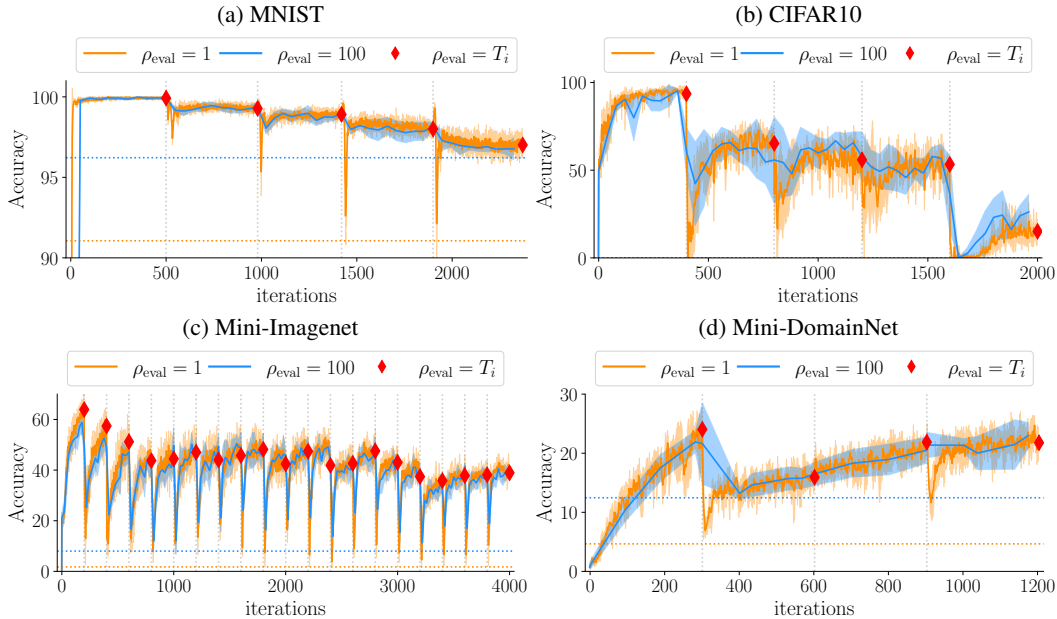 (a) MNIST
ρeval = 1 ρeval = 100 ρeval = Ti
100
95
90
Accuracy
0 500 1000 1500 2000
iterations
(b) CIFAR10
ρeval = 1 ρeval = 100 ρeval = Ti
100
50
0
Accuracy
0 500 1000 1500 2000
iterations
(c) Mini-Imagenet
ρeval = 1 ρeval = 100 ρeval = Ti
60
40
20
0
Accuracy
0 1000 2000 3000 4000
iterations
(d) Mini-DomainNet
ρeval = 1 ρeval = 100 ρeval = Ti
30
20
10
0
Accuracy
0 200 400 600 800 1000 1200
iterations